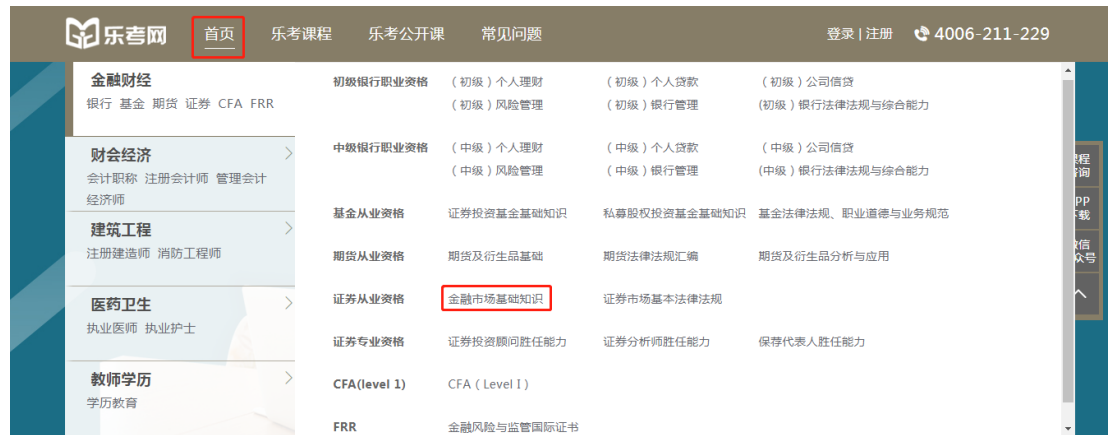 乐考网 首页 乐考课程 乐考公开课 常见问题 登录 | 注册 4006-211-229
金融财经
银行 基金 期货 证券 CFA FRR
财会经济
会计职称 注册会计师 管理会计
经济师
建筑工程
注册建造师 消防工程师
医药卫生
执业医师 执业护士
教师学历
学历教育
初级银行职业资格 （初级）个人理财 （初级）个人贷款 （初级）公司信贷
（初级）风险管理 （初级）银行管理 (初级）银行法律法规与综合能力
中级银行职业资格 （中级）个人理财 （中级）个人贷款 （中级）公司信贷
（中级）风险管理 （中级）银行管理 (中级）银行法律法规与综合能力
基金从业资格 证券投资基金基础知识 私募股权投资基金基础知识 基金法律法规、职业道德与业务规范
期货从业资格 期货及衍生品基础 期货法律法规汇编 期货及衍生品分析与应用
证券从业资格 金融市场基础知识 证券市场基本法律法规
证券专业资格 证券投资顾问胜任能力 证券分析师胜任能力 保荐代表人胜任能力
CFA(level 1) CFA（Level I）
FRR 金融风险与监管国际证书
程
询
PP
载
信
众号